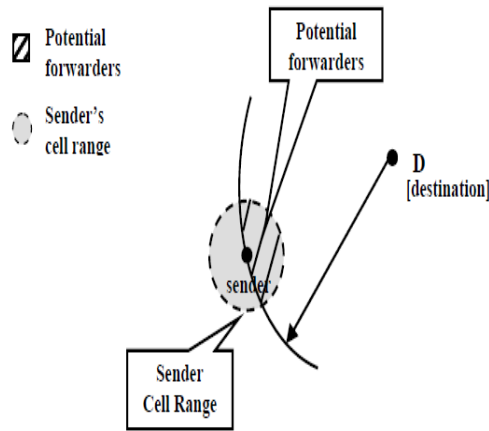 Potential
forwarders
Sender's
cell range
Potential
forwarders
D
[destination]
sender
Sender
Cell Range